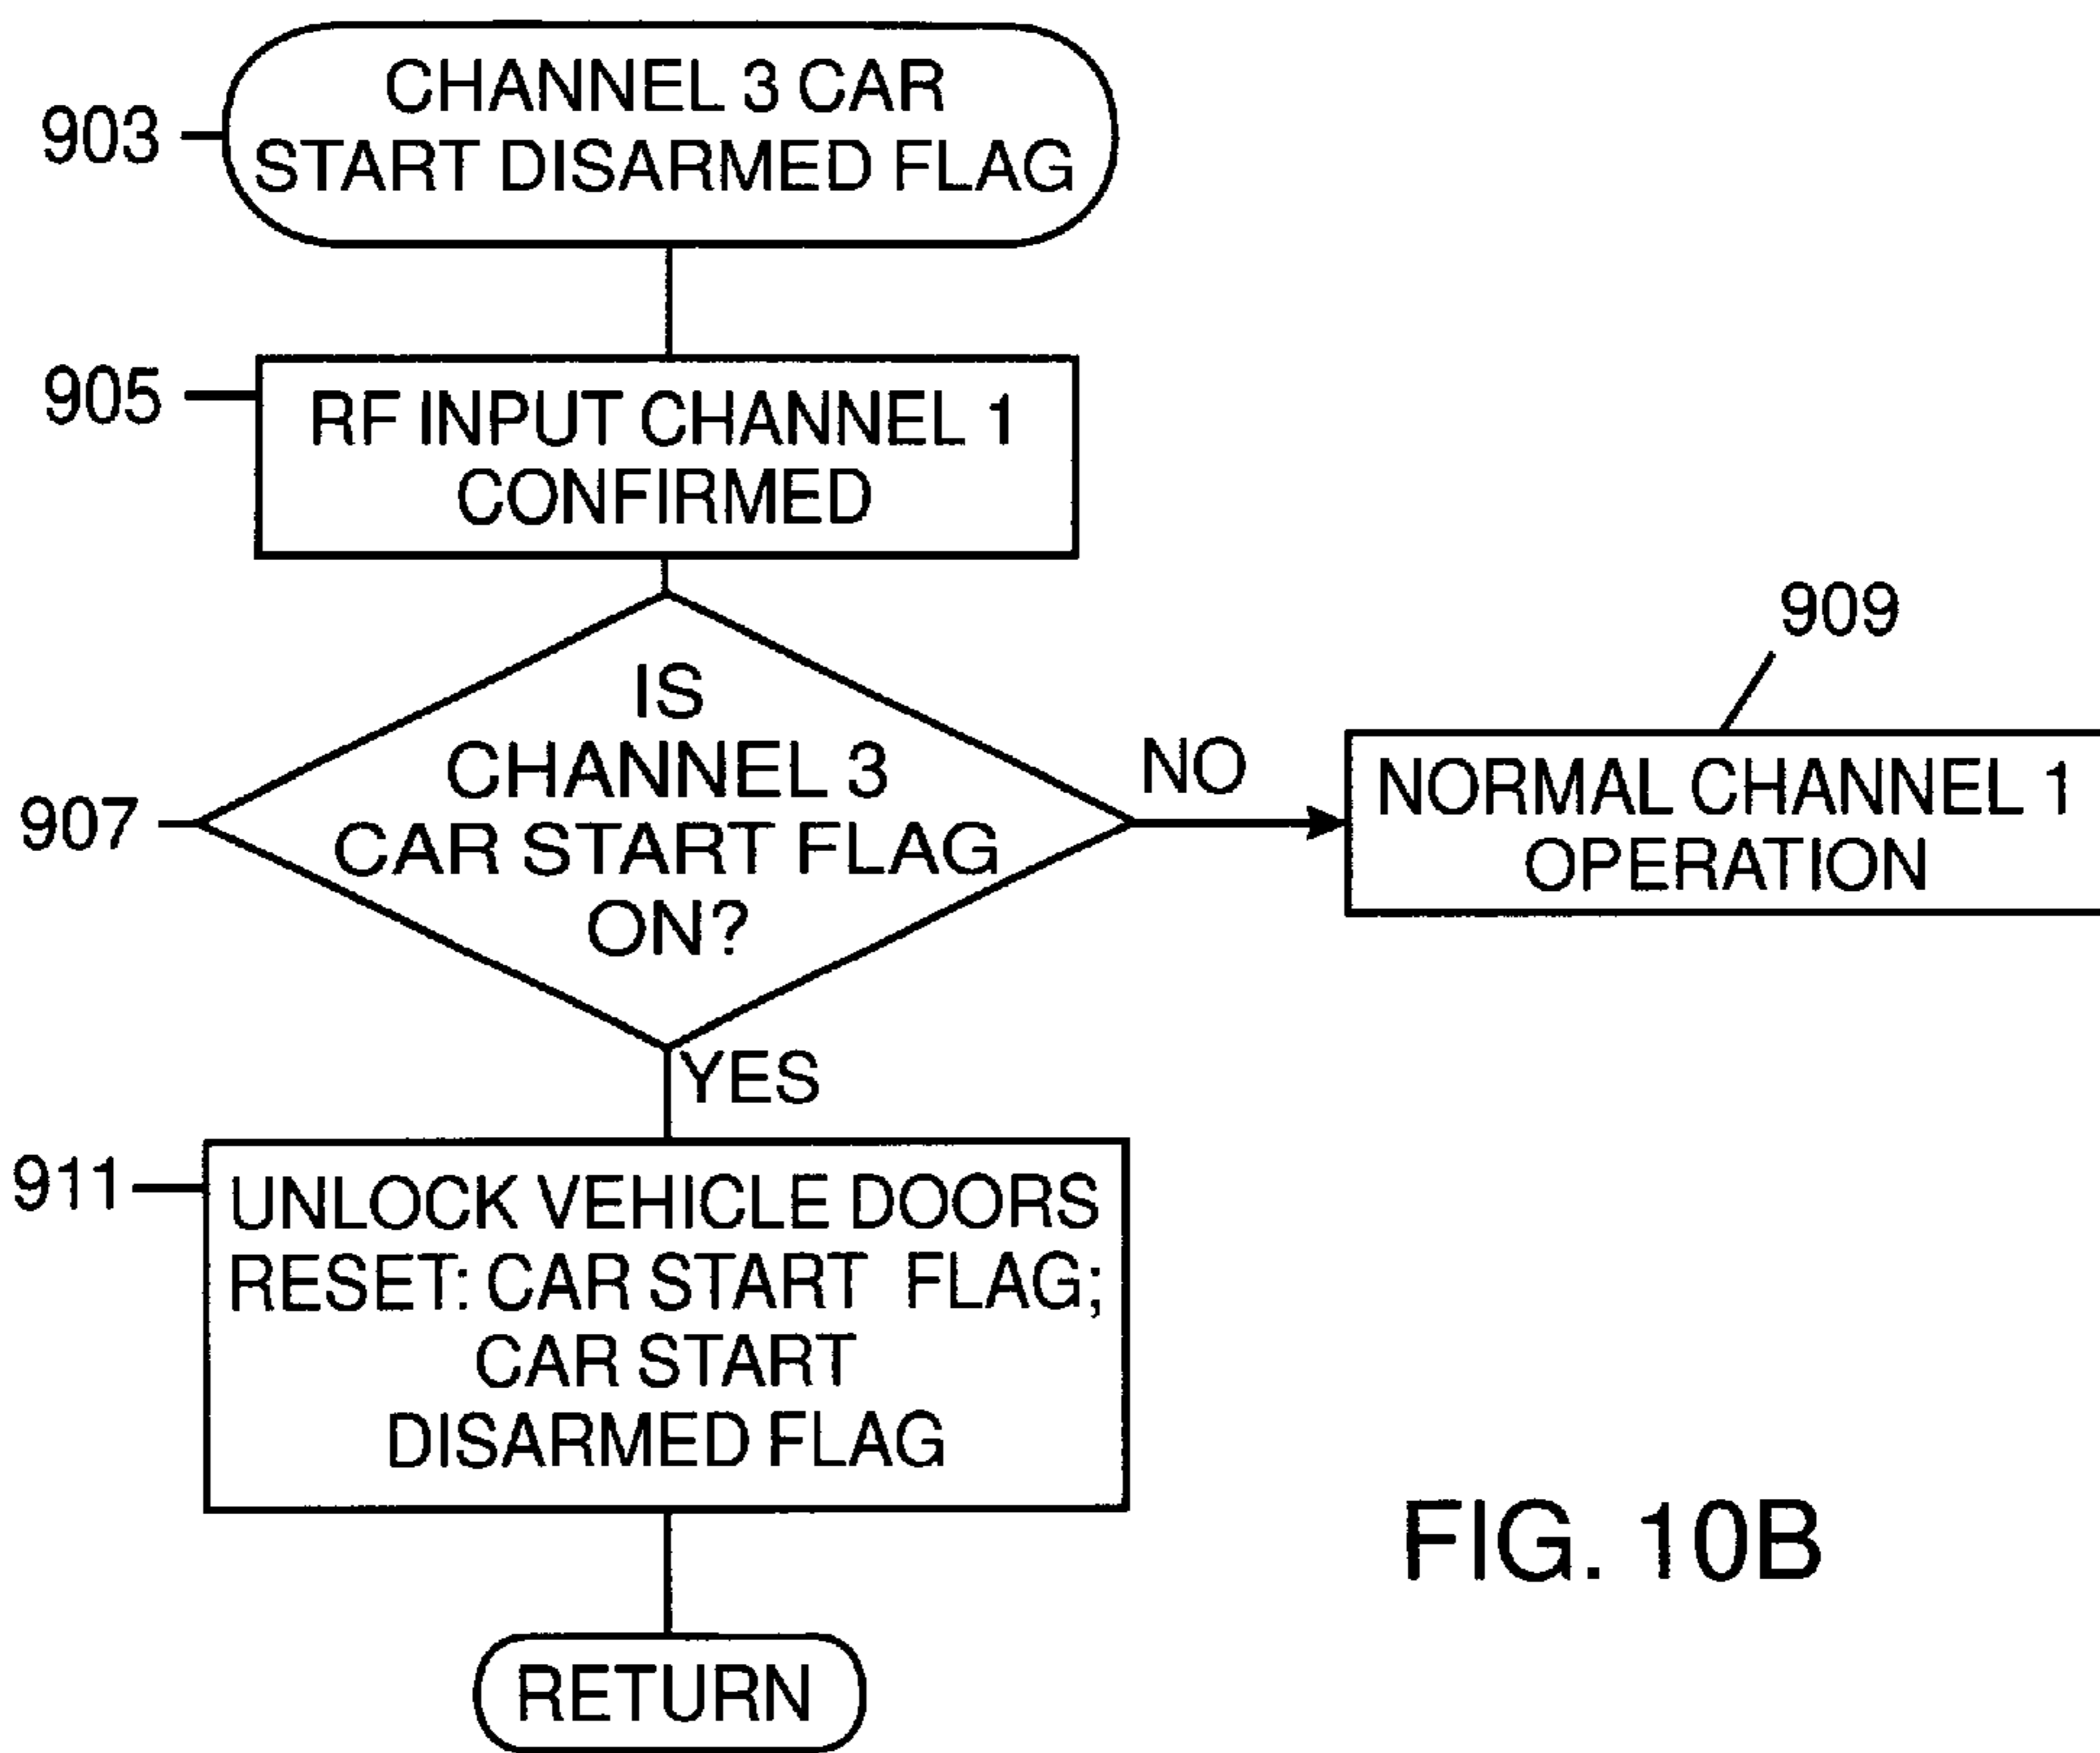 903
CHANNEL 3 CAR
START DISARMED FLAG
905
RF INPUT CHANNEL 1
CONFIRMED
907
IS
CHANNEL 3
CAR START FLAG
ON?
NO
909
NORMAL CHANNEL 1
OPERATION
YES
911
UNLOCK VEHICLE DOORS
RESET: CAR START FLAG;
CAR START
DISARMED FLAG
RETURN
FIG. 10B